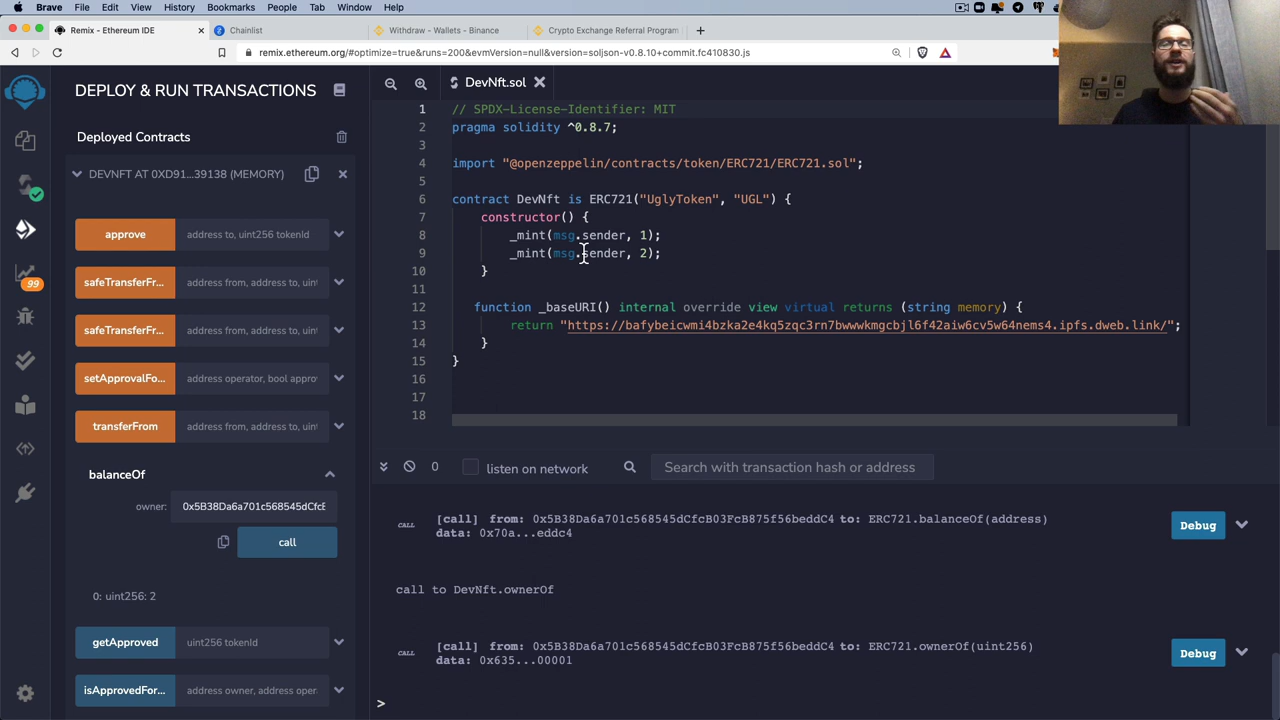 Brave File Edit View History Bookmarks People Tab Window Help
Remix - Ethereum IDE
Chainlist
Withdraw - Wallets - Binance
Crypto Exchange Referral Program
remix.ethereum.org/#optimize=true&runs=200&evmVersion=null&version=soljson-v0.8.10+commit.fc410830.js
DEPLOY & RUN TRANSACTIONS
Deployed Contracts
DEVNFT AT 0XD91...39138 (MEMORY)
approve address to, uint256 tokenId
safeTransferFr... address from, address to, uint
safeTransferFr... address from, address to, uint
setApprovalFo... address operator, bool approv
transferFrom address from, address to, uint
balanceOf
owner: 0x5B38Da6a701c568545dCfcB
call
0: uint256: 2
getApproved uint256 tokenId
isApprovedFor... address owner, address oper
99
DevNft.sol
1 // SPDX-License-Identifier: MIT
2 pragma solidity ^0.8.7;
3
4 import "@openzeppelin/contracts/token/ERC721/ERC721.sol";
5
6 contract DevNft is ERC721("UglyToken", "UGL") {
7 constructor() {
8 _mint(msg.sender, 1);
9 _mint(msg.sender, 2);
10 }
11
12 function _baseURI() internal override view virtual returns (string memory) {
13 return "https://bafybeicwmi4bzka2e4kq5zqc3rn7bwwwkmgcbjl6f42aiw6cv5w64nems4.ipfs.dweb.link/";
14 }
15 }
16
17
18
0 listen on network Search with transaction hash or address
CALL [call] from: 0x5B38Da6a701c568545dCfcB03FcB875f56beddC4 to: ERC721.balanceOf(address)
data: 0x70a...eddc4
Debug
call to DevNft.ownerOf
CALL [call] from: 0x5B38Da6a701c568545dCfcB03FcB875f56beddC4 to: ERC721.ownerOf(uint256)
data: 0x635...00001
Debug
>